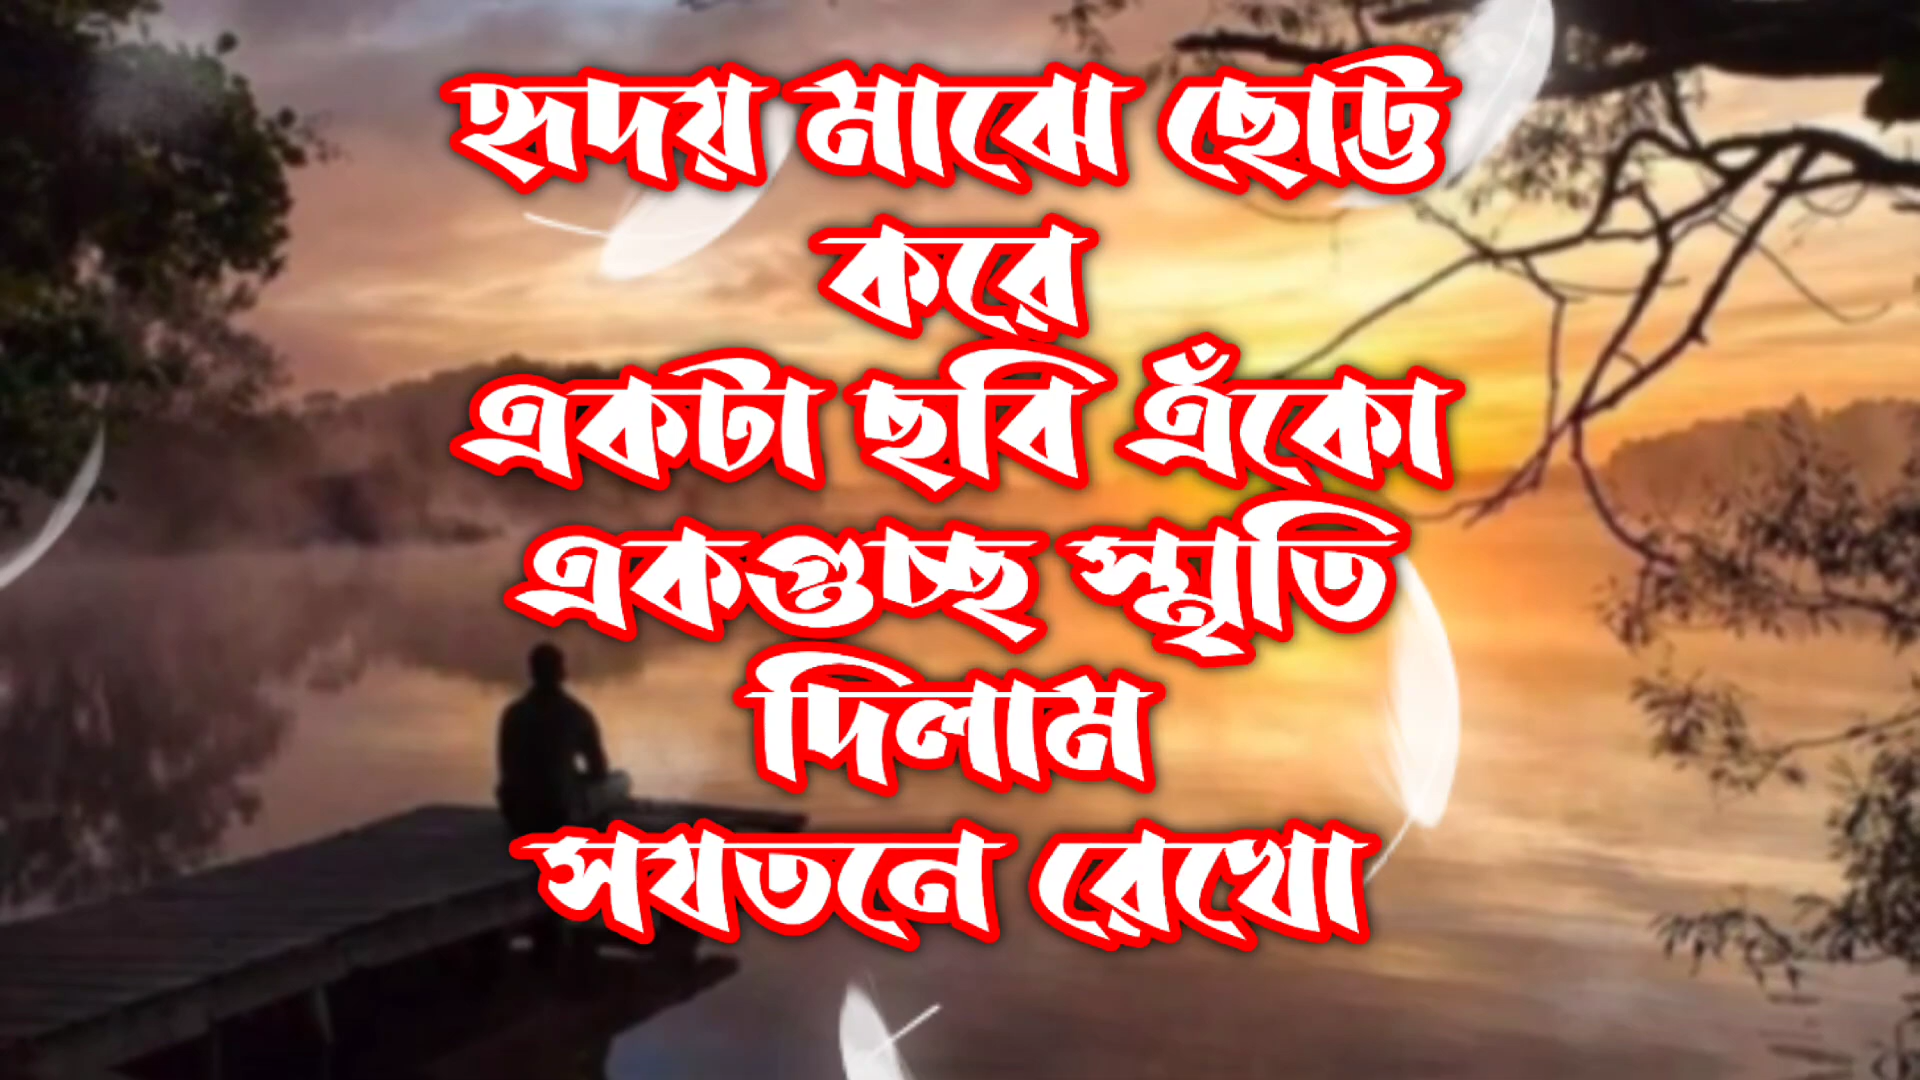 হৃদয় মাঝে ছোট্ট
করে
একটা ছবি এঁকো
একগুচ্ছ স্মৃতি
দিলাম
সযতনে রেখো